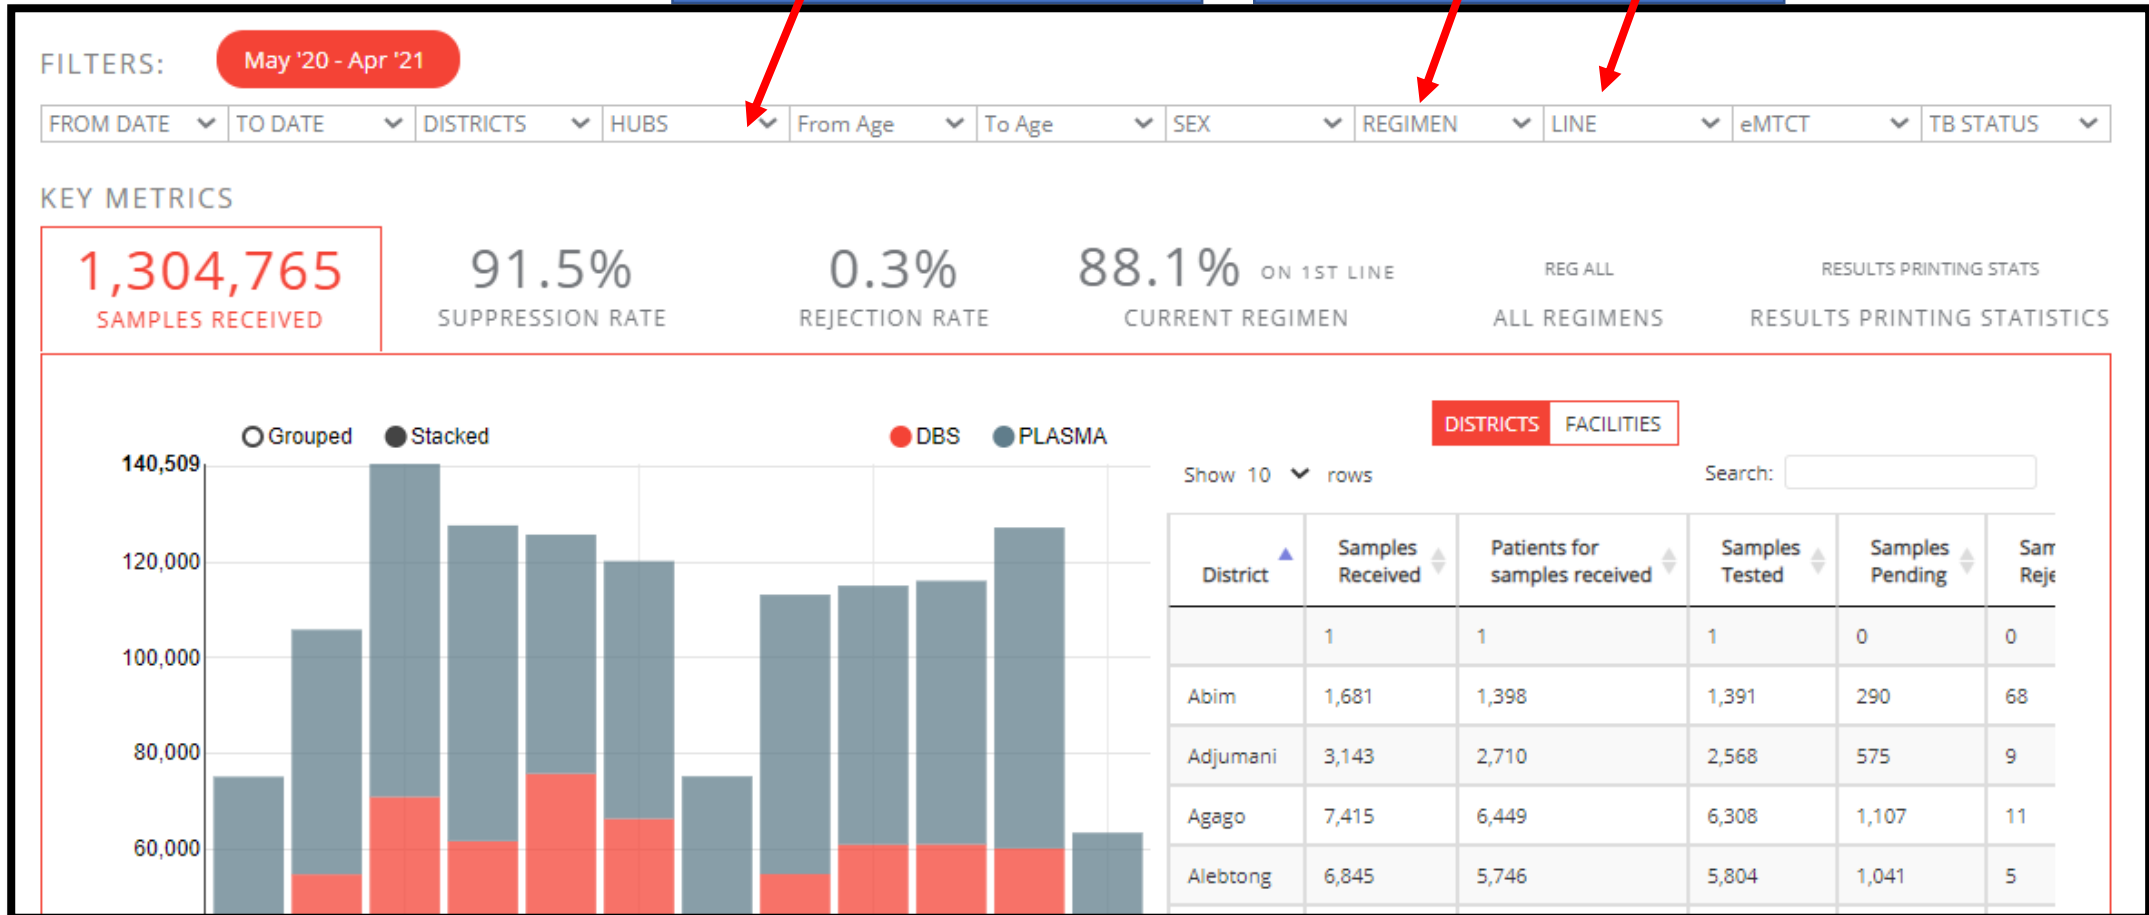 FILTERS: May '20 - Apr '21
FROM DATE TO DATE DISTRICTS HUBS From Age To Age SEX REGIMEN LINE eMTCT TB STATUS
KEY METRICS
1,304,765 91.5% 0.3% 88.1% ON 1ST LINE REG ALL RESULTS PRINTING STATS
SAMPLES RECEIVED SUPPRESSION RATE REJECTION RATE CURRENT REGIMEN ALL REGIMENS RESULTS PRINTING STATISTICS
Grouped Stacked DBS PLASMA
140,509
120,000
100,000
80,000
60,000
DISTRICTS FACILITIES
Show 10 rows Search:
District Samples Received Patients for samples received Samples Tested Samples Pending Sam Reje
1 1 1 0 0
Abim 1,681 1,398 1,391 290 68
Adjumani 3,143 2,710 2,568 575 9
Agago 7,415 6,449 6,308 1,107 11
Alebtong 6,845 5,746 5,804 1,041 5